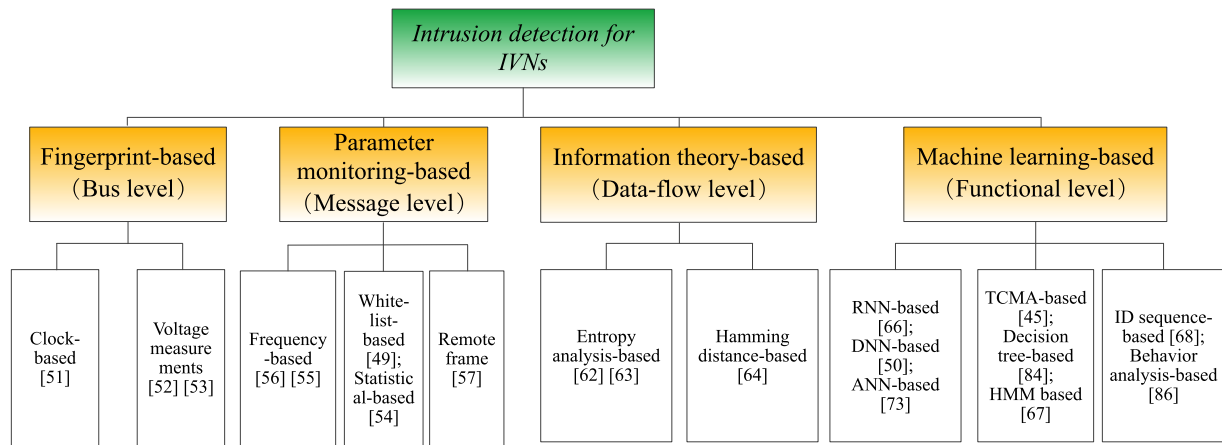 Intrusion detection for
IVNs
Fingerprint-based
（Bus level）
Parameter
monitoring-based
（Message level）
Information theory-based
（Data-flow level）
Machine learning-based
（Functional level）
Clock-
based
[51]
Voltage
measure
ments
[52] [53]
Frequency
-based
[56] [55]
White-
list-
based
[49];
Statistic
al-based
[54]
Remote
frame
[57]
Entropy
analysis-based
[62] [63]
Hamming
distance-based
[64]
RNN-based
[66];
DNN-based
[50];
ANN-based
[73]
TCMA-based
[45];
Decision
tree-based
[84];
HMM based
[67]
ID sequence-
based [68];
Behavior
analysis-based
[86]